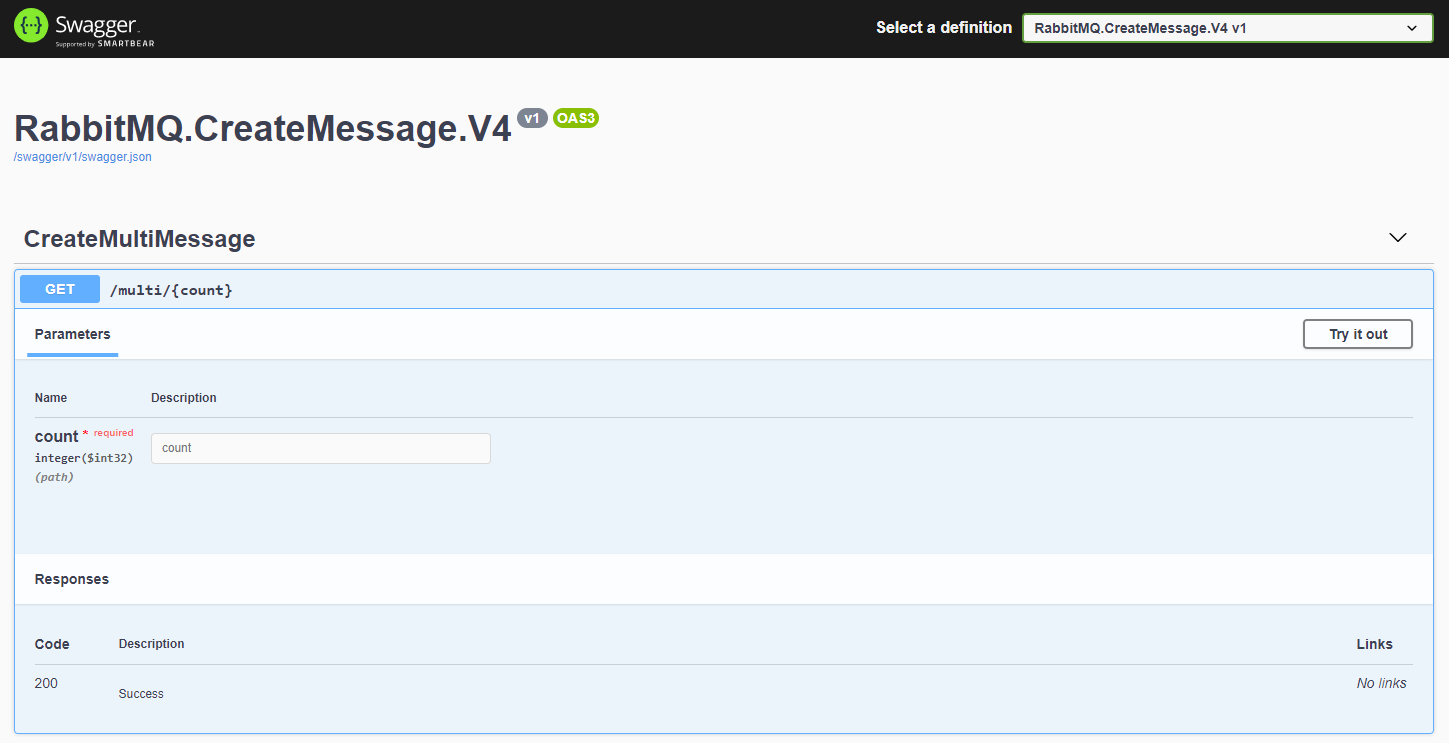 Swagger
Supported by SMARTBEAR
Select a definition
RabbitMQ.CreateMessage.V4 v1
RabbitMQ.CreateMessage.V4 v1 OAS3
/swagger/v1/swagger.json
CreateMultiMessage
GET /multi/{count}
Parameters
Try it out
Name Description
count * required
count
integer($int32)
(path)
Responses
Code Description Links
200 Success No links